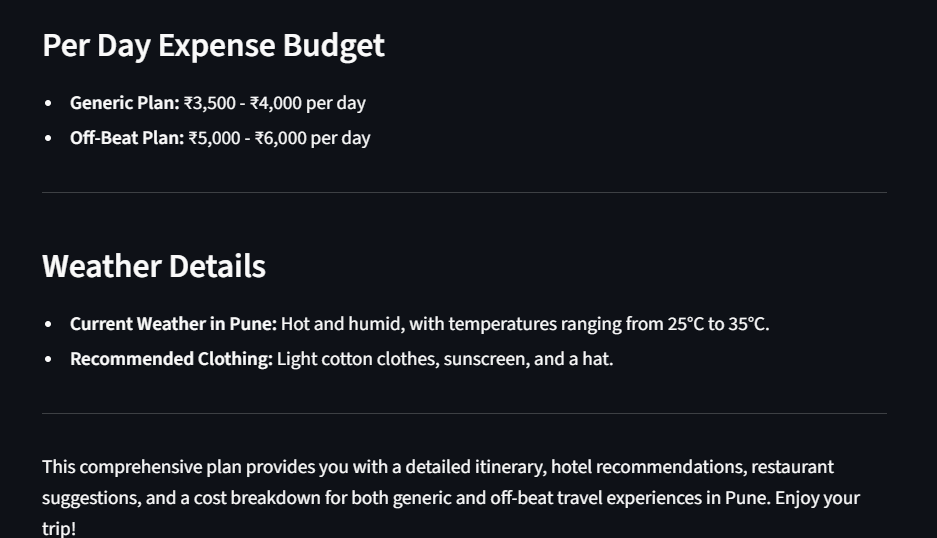 Per Day Expense Budget
• Generic Plan: ₹3,500 - ₹4,000 per day
• Off-Beat Plan: ₹5,000 - ₹6,000 per day
Weather Details
• Current Weather in Pune: Hot and humid, with temperatures ranging from 25°C to 35°C.
• Recommended Clothing: Light cotton clothes, sunscreen, and a hat.
This comprehensive plan provides you with a detailed itinerary, hotel recommendations, restaurant
suggestions, and a cost breakdown for both generic and off-beat travel experiences in Pune. Enjoy your
trip!